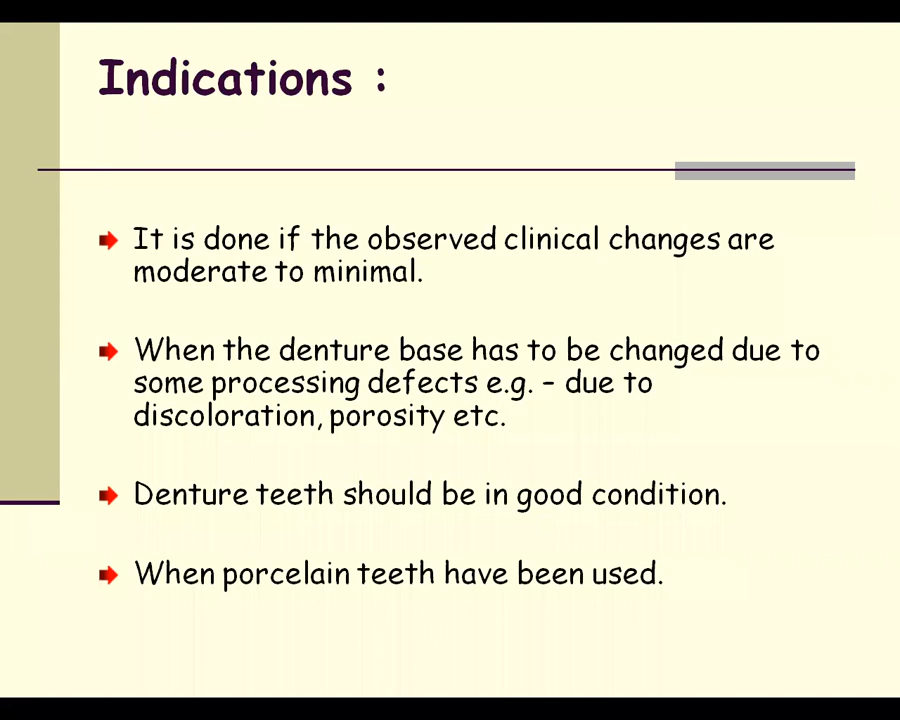 Indications :
It is done if the observed clinical changes are
moderate to minimal.
When the denture base has to be changed due to
some processing defects e.g. – due to
discoloration, porosity etc.
Denture teeth should be in good condition.
When porcelain teeth have been used.